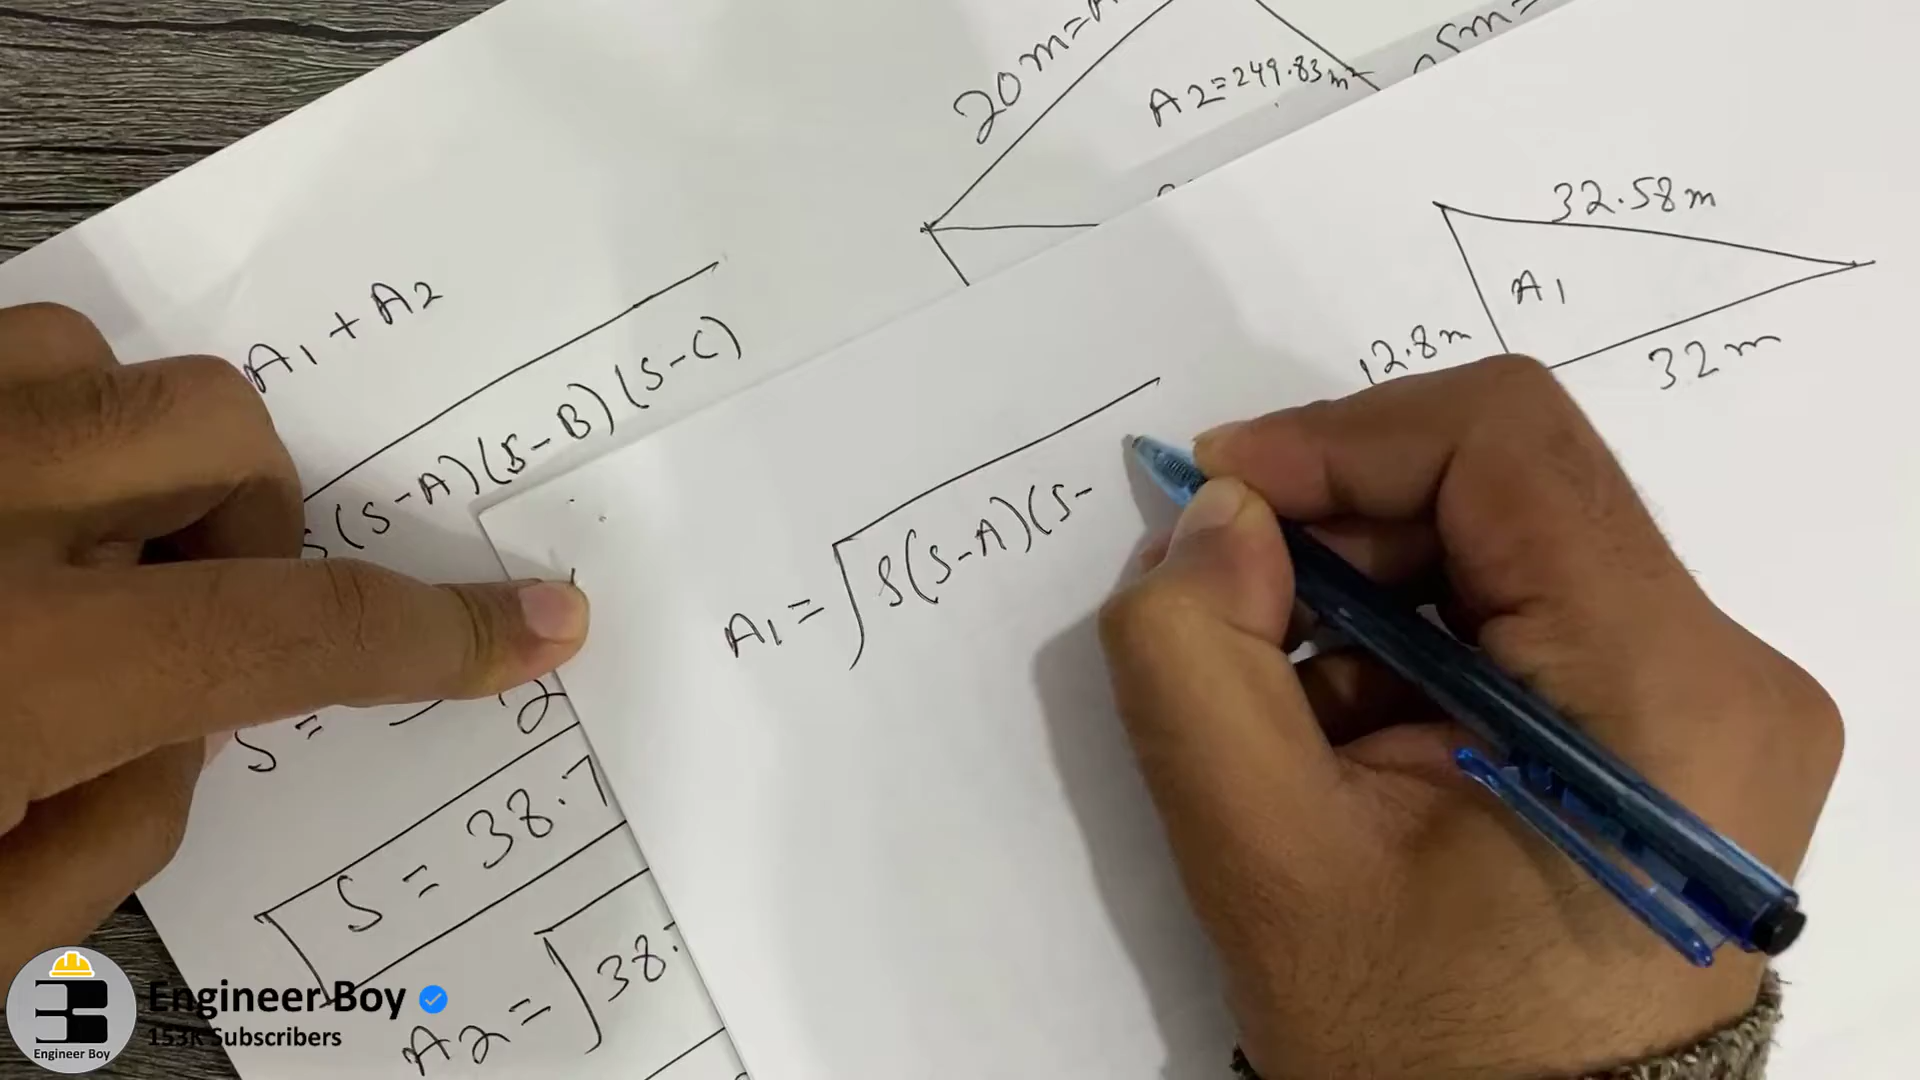 20m=A
A2=249.83m²
32.58m
A1
12.8m
32m
A1+A2
S(S-A)(S-B)(S-C)
A1=√S(S-A)(S-
S=
2
S=38.7
A2=√38.
Engineer Boy
153K Subscribers
Engineer Boy